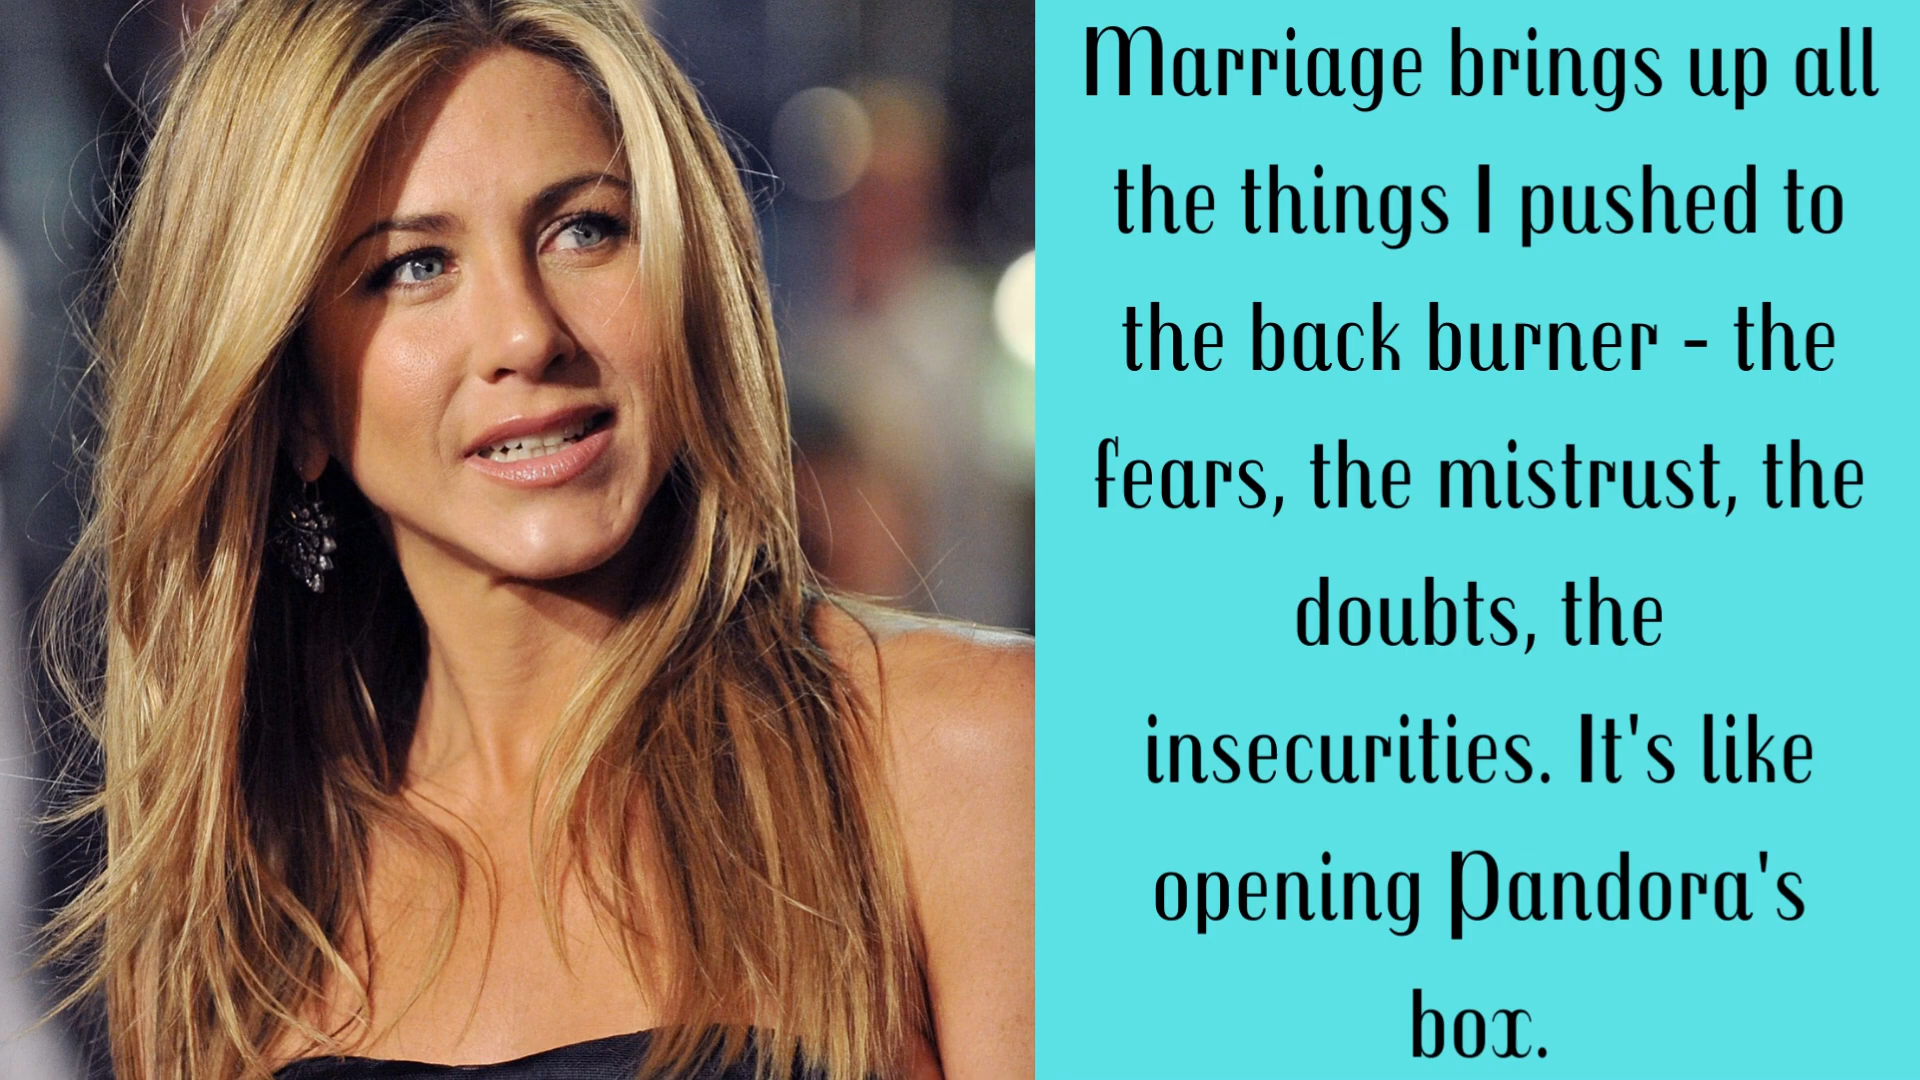 Marriage brings up all
the things I pushed to
the back burner - the
fears, the mistrust, the
doubts, the
insecurities. It's like
opening Pandora's
box.